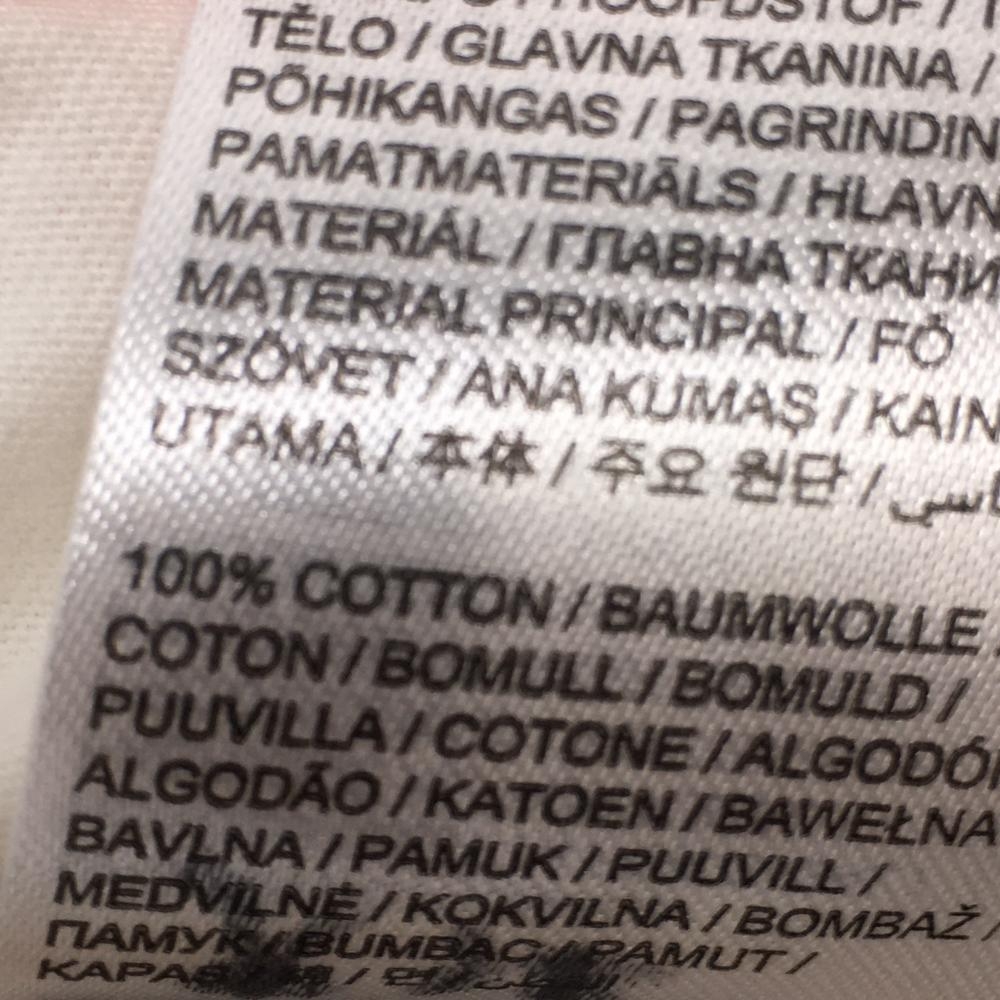 TĚLO / GLAVNA TKANINA /
PÕHIKANGAS / PAGRINDIN
PAMATMATERIĀLS / HLAVN
MATERIÁL / ГЛАВНА ТКАНИ
MATERIAL PRINCIPAL / FŐ
SZÖVET / ANA KUMAŞ / KAIN
UTAMA / 本体 / 주요 원단 /
100% COTTON / BAUMWOLLE /
COTON / BOMULL / BOMULD /
PUUVILLA / COTONE / ALGODÓN
ALGODÃO / KATOEN / BAWEŁNA
BAVLNA / PAMUK / PUUVILL /
MEDVILNĖ / KOKVILNA / BOMBAŽ /
ПАМУК / BUMBAC / PAMUT /
KAPAS